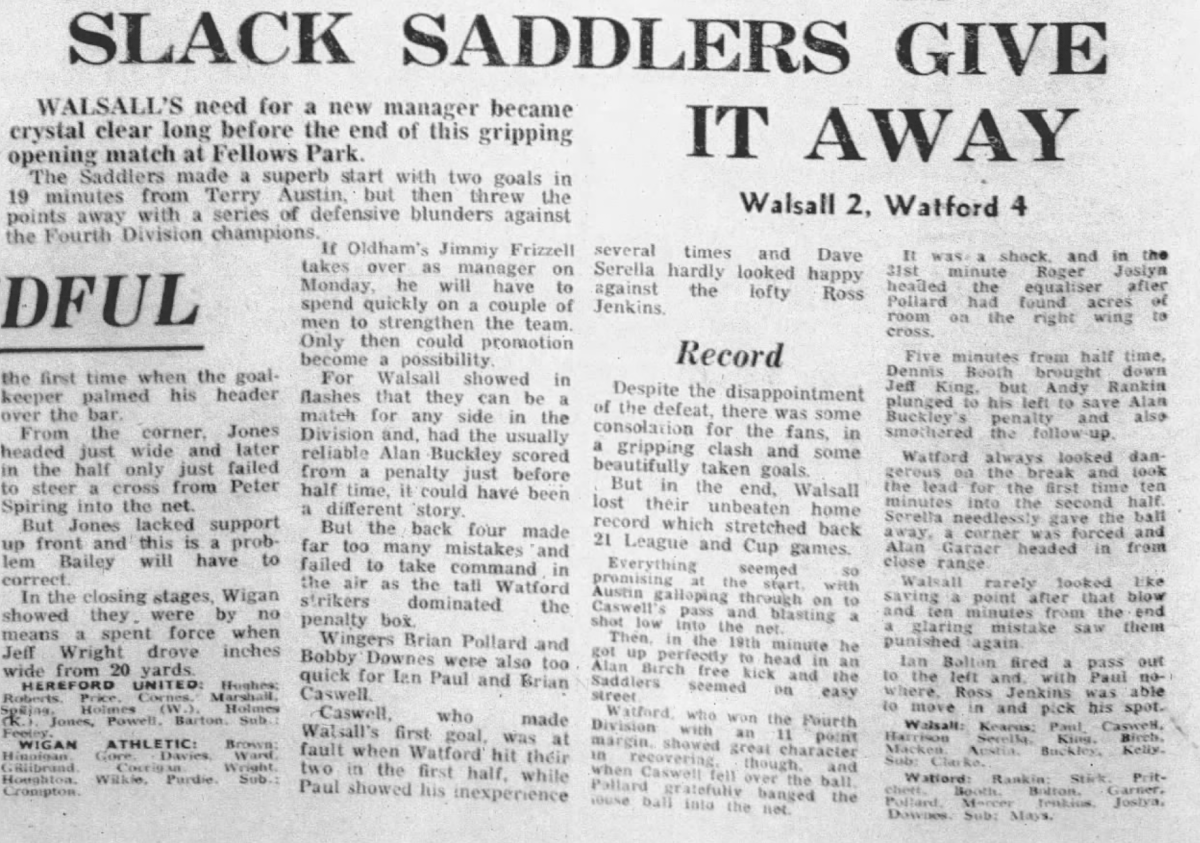 SLACK SADDLERS GIVE
IT AWAY
Walsall 2, Watford 4
WALSALL'S need for a new manager became
crystal clear long before the end of this gripping
opening match at Fellows Park.
The Saddlers made a superb start with two goals in
19 minutes from Terry Austin, but then threw the
points away with a series of defensive blunders against
the Fourth Division champions.
If Oldham's Jimmy Frizzell
takes over as manager on
Monday, he will have to
spend quickly on a couple of
men to strengthen the team.
Only then could promotion
become a possibility.
For Walsall showed in
flashes that they can be a
match for any side in the
Division and, had the usually
reliable Alan Buckley scored
from a penalty just before
half time, it could have been
a different story.
But the back four made
far too many mistakes and
failed to take command in
the air as the tall Watford
strikers dominated the
penalty box.
Wingers Brian Pollard and
Bobby Downes were also too
quick for Ian Paul and Brian
Caswell.
Caswell, who made
Walsall's first goal, was at
fault when Watford hit their
two in the first half, while
Paul showed his inexperience
several times and Dave
Serella hardly looked happy
against the lofty Ross
Jenkins.
Record
Despite the disappointment
of the defeat, there was some
consolation for the fans, in
a gripping clash and some
beautifully taken goals.
But in the end, Walsall
lost their unbeaten home
record which stretched back
21 League and Cup games.
Everything seemed so
promising at the start, with
Austin galloping through on to
Caswell's pass and blasting a
shot low into the net.
Then, in the 19th minute he
got up perfectly to head in an
Alan Birch free kick and the
Saddlers seemed on easy
street.
Watford, who won the Fourth
Division with an 11 point
margin, showed great character
in recovering, though, and
when Caswell fell over the ball,
Pollard gratefully banged the
loose ball into the net.
It was a shock, and in the
31st minute Roger Joslyn
headed the equaliser after
Pollard had found acres of
room on the right wing to
cross.
Five minutes from half time,
Dennis Booth brought down
Jeff King, but Andy Rankin
plunged to his left to save Alan
Buckley's penalty and also
smothered the follow-up.
Watford always looked dan-
gerous on the break and took
the lead for the first time ten
minutes into the second half.
Serella needlessly gave the ball
away, a corner was forced and
Alan Garner headed in from
close range.
Walsall rarely looked like
saving a point after that blow
and ten minutes from the end
a glaring mistake saw them
punished again.
Ian Bolton fired a pass out
to the left and, with Paul no-
where, Ross Jenkins was able
to move in and pick his spot.
Walsall: Kearns; Paul, Caswell,
Harrison Serella, King, Birch,
Macken, Austin, Buckley, Kelly.
Sub: Clarke.
Watford: Rankin; Stirk, Prit-
chett, Booth, Bolton, Garner,
Pollard, Mercer Jenkins, Joslyn,
Downes. Sub: Mays.
DFUL
the first time when the goal-
keeper palmed his header
over the bar.
From the corner, Jones
headed just wide and later
in the half only just failed
to steer a cross from Peter
Spiring into the net.
But Jones lacked support
up front and this is a prob-
lem Bailey will have to
correct.
In the closing stages, Wigan
showed they were by no
means a spent force when
Jeff Wright drove inches
wide from 20 yards.
HEREFORD UNITED: Hughes;
Roberts, Price, Cornes, Marshall,
Spiring, Holmes (W.), Holmes
(K.), Jones, Powell, Barton. Sub.:
Feeley.
WIGAN ATHLETIC: Brown;
Hinnigan, Gore, Davies, Ward,
Gillibrand, Corrigan, Wright,
Houghton, Wilkie, Purdie. Sub.:
Crompton.